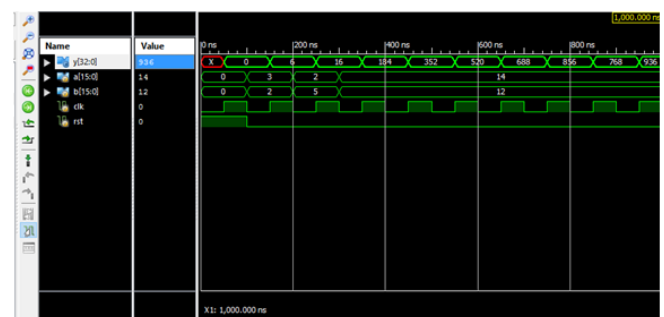 1,000.000 ns
Name Value 0 ns 200 ns 400 ns 600 ns 800 ns
y[32:0] 936 X 0 6 16 184 352 520 688 856 768 936
a[15:0] 14 0 3 2 14
b[15:0] 12 0 2 5 12
clk 0
rst 0
X1: 1,000.000 ns